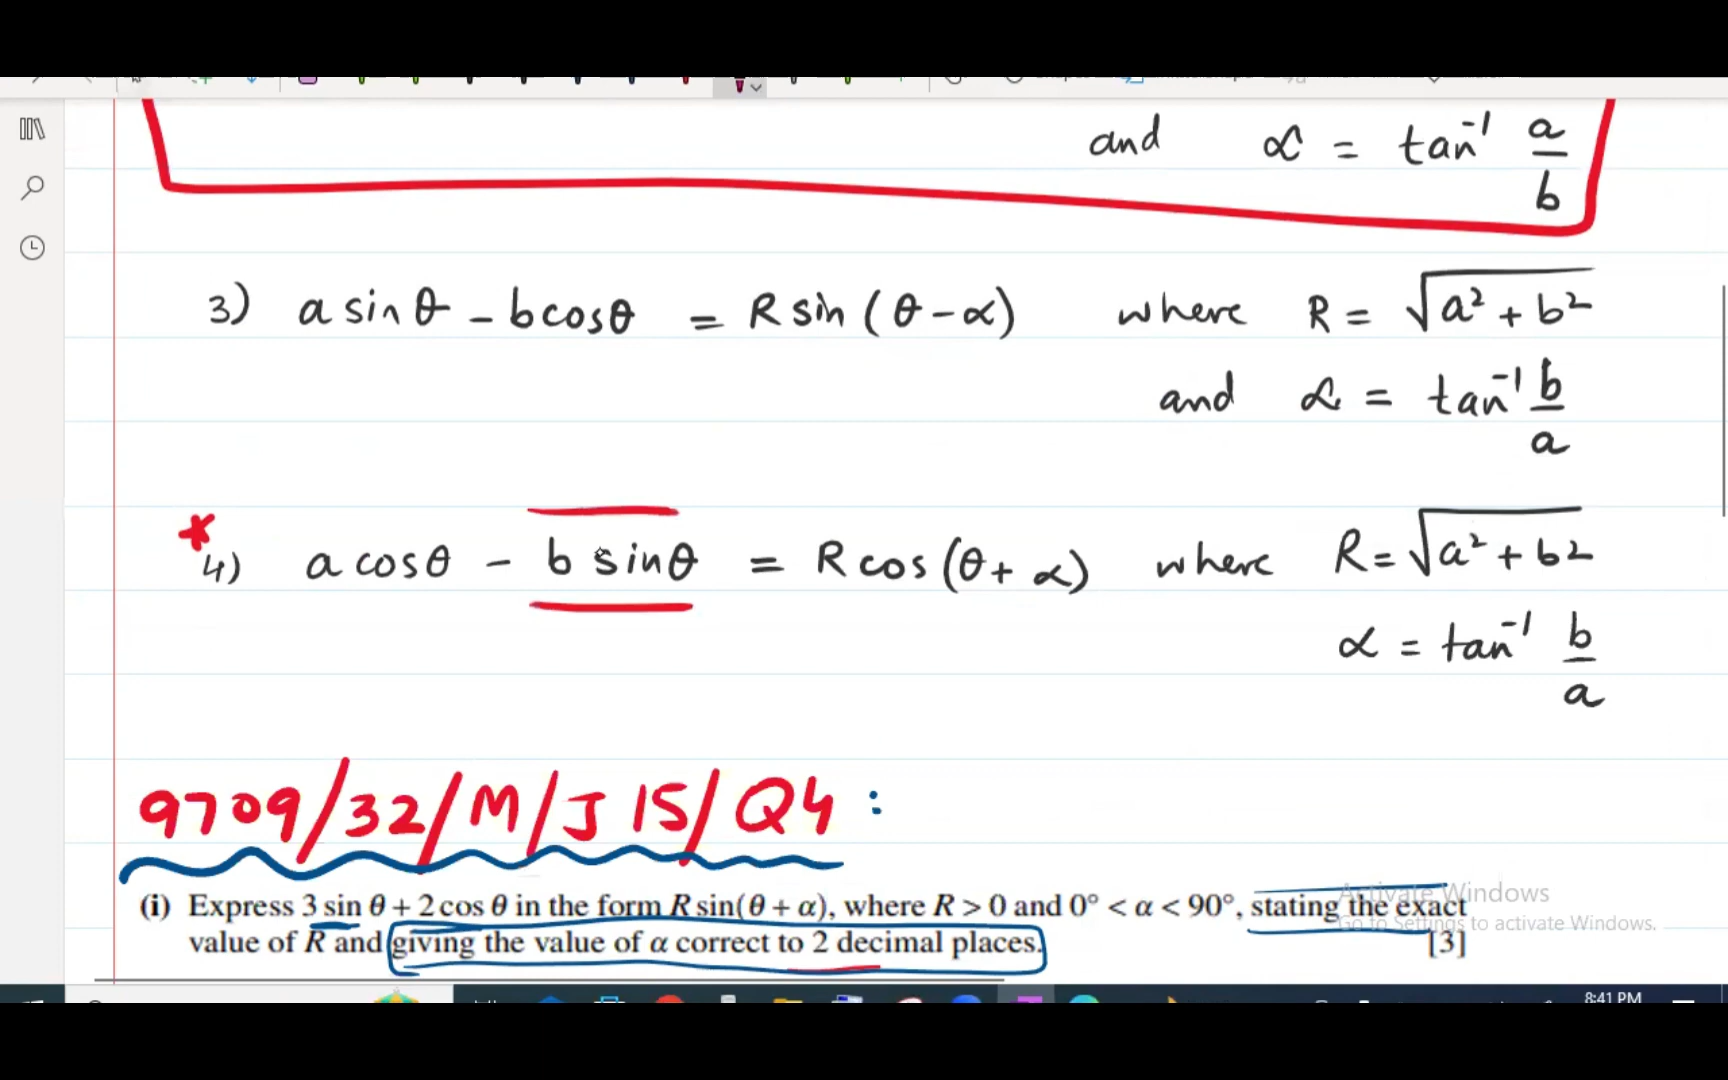 and α = tan⁻¹ a/b
3) a sinθ - b cosθ = R sin (θ - α) where R = √a² + b²
and α = tan⁻¹ b/a
* 4) a cosθ - b sinθ = R cos (θ + α) where R = √a² + b²
α = tan⁻¹ b/a
9709/32/M/J 15/Q4 :
(i) Express 3 sin θ + 2 cos θ in the form R sin(θ + α), where R > 0 and 0° < α < 90°, stating the exact
value of R and giving the value of α correct to 2 decimal places. [3]
Activate Windows
Go to Settings to activate Windows.
8:41 PM